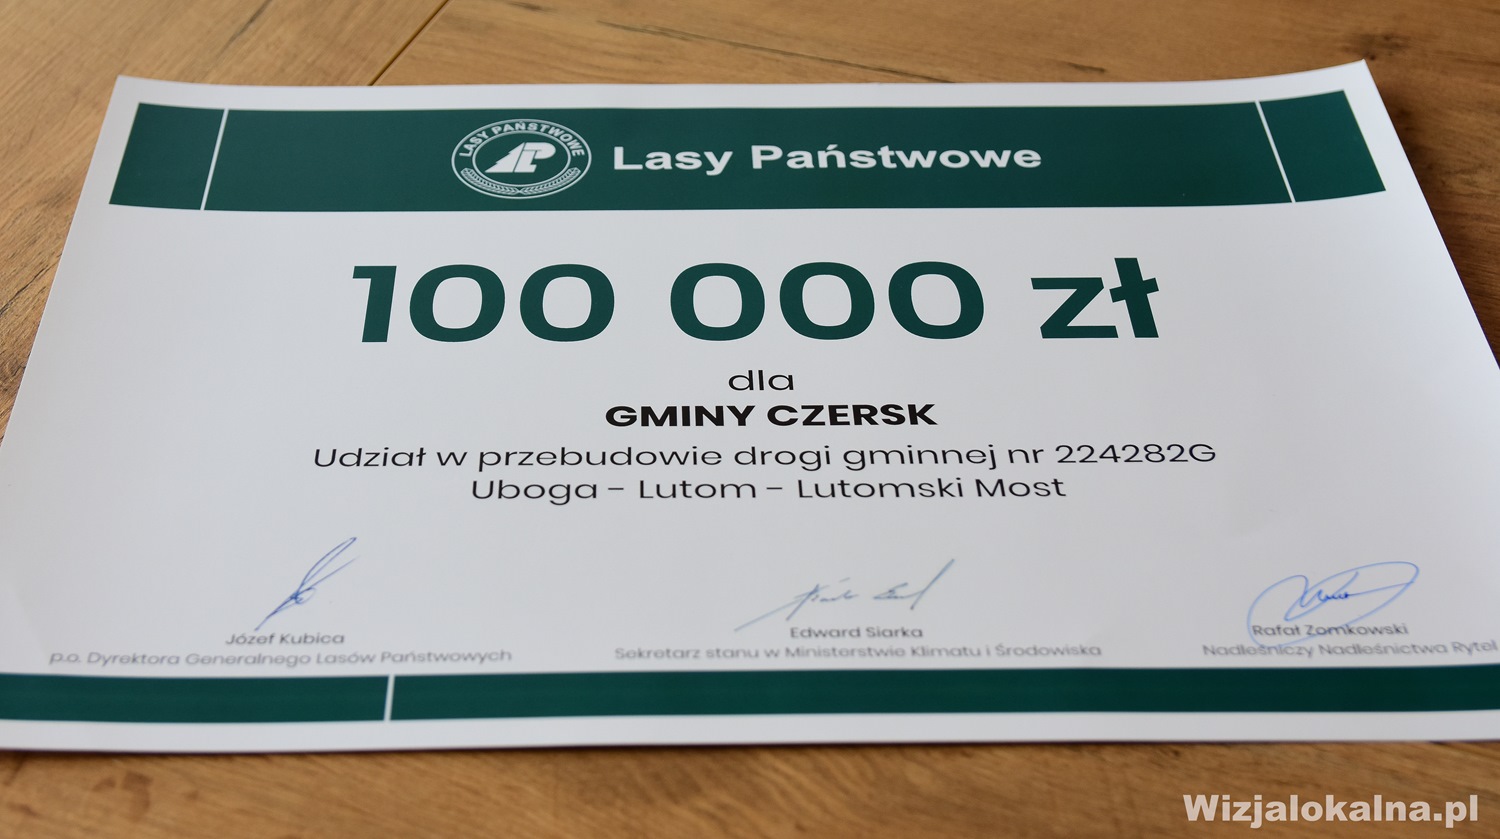 LASY PAŃSTWOWE
LP
Lasy Państwowe
100 000 zł
dla
GMINY CZERSK
Udział w przebudowie drogi gminnej nr 224282G
Uboga - Lutom - Lutomski Most
Józef Kubica
p.o. Dyrektora Generalnego Lasów Państwowych
Edward Siarka
Sekretarz stanu w Ministerstwie Klimatu i Środowiska
Rafał Zomkowski
Nadleśniczy Nadleśnictwa Rytel
Wizjalokalna.pl